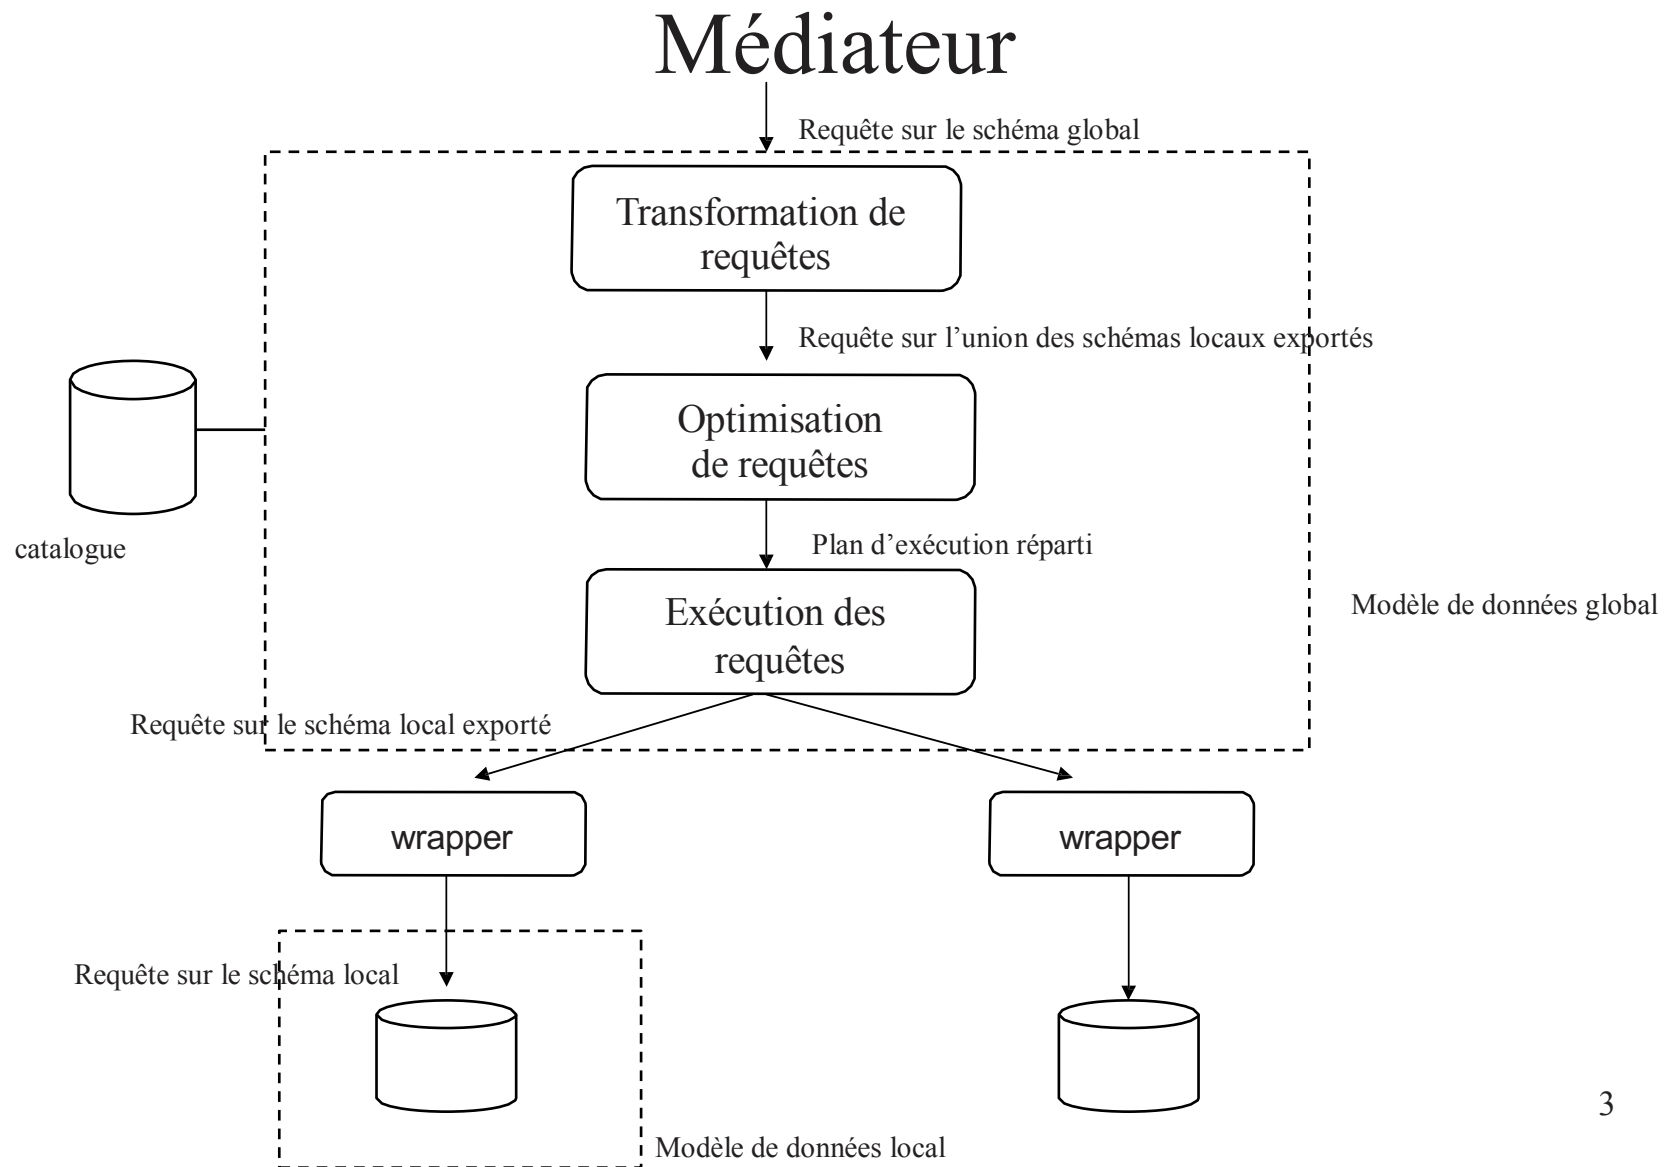 Médiateur
Requête sur le schéma global
Transformation de
requêtes
Requête sur l’union des schémas locaux exportés
Optimisation
de requêtes
catalogue
Plan d’exécution réparti
Exécution des
requêtes
Modèle de données global
Requête sur le schéma local exporté
wrapper
wrapper
Requête sur le schéma local
Modèle de données local
3